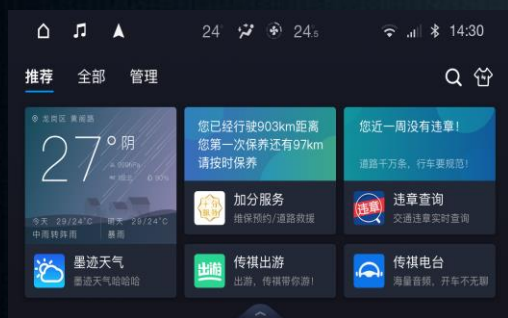 24° 24.5 14:30
推荐 全部 管理
龙岗区 黄阁路
27° 阴
今天 29/24°C 明天 29/24°C
中雨转阵雨 暴雨
您已经行驶903km距离
您第一次保养还有97km
请按时保养
您近一周没有违章!
道路千万条,行车要规范!
加分服务
维保预约/道路救援
违章
违章查询
交通违章实时查询
墨迹天气
墨迹天气哈哈哈
出游
传祺出游
出游,传祺带你游!
传祺电台
海量音频,开车不无聊